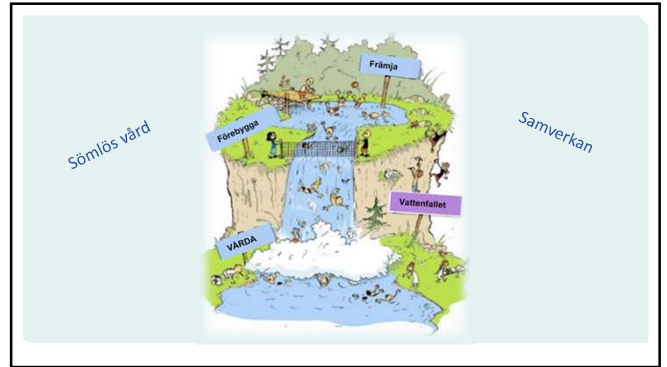 Främja
Förebygga
Sömlös vård
Samverkan
Vattenfallet
VÅRDA